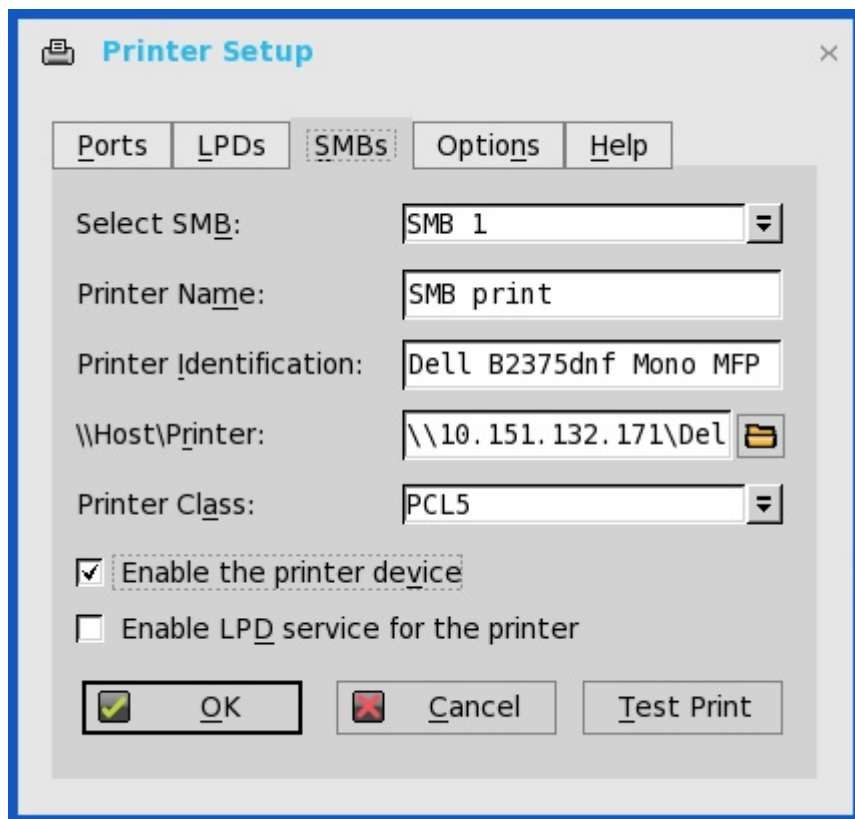 Printer Setup
Ports LPDs SMBs Options Help
Select SMB: SMB 1
Printer Name: SMB print
Printer Identification: Dell B2375dnf Mono MFP
\\Host\Printer: \\10.151.132.171\Del
Printer Class: PCL5
Enable the printer device
Enable LPD service for the printer
OK Cancel Test Print